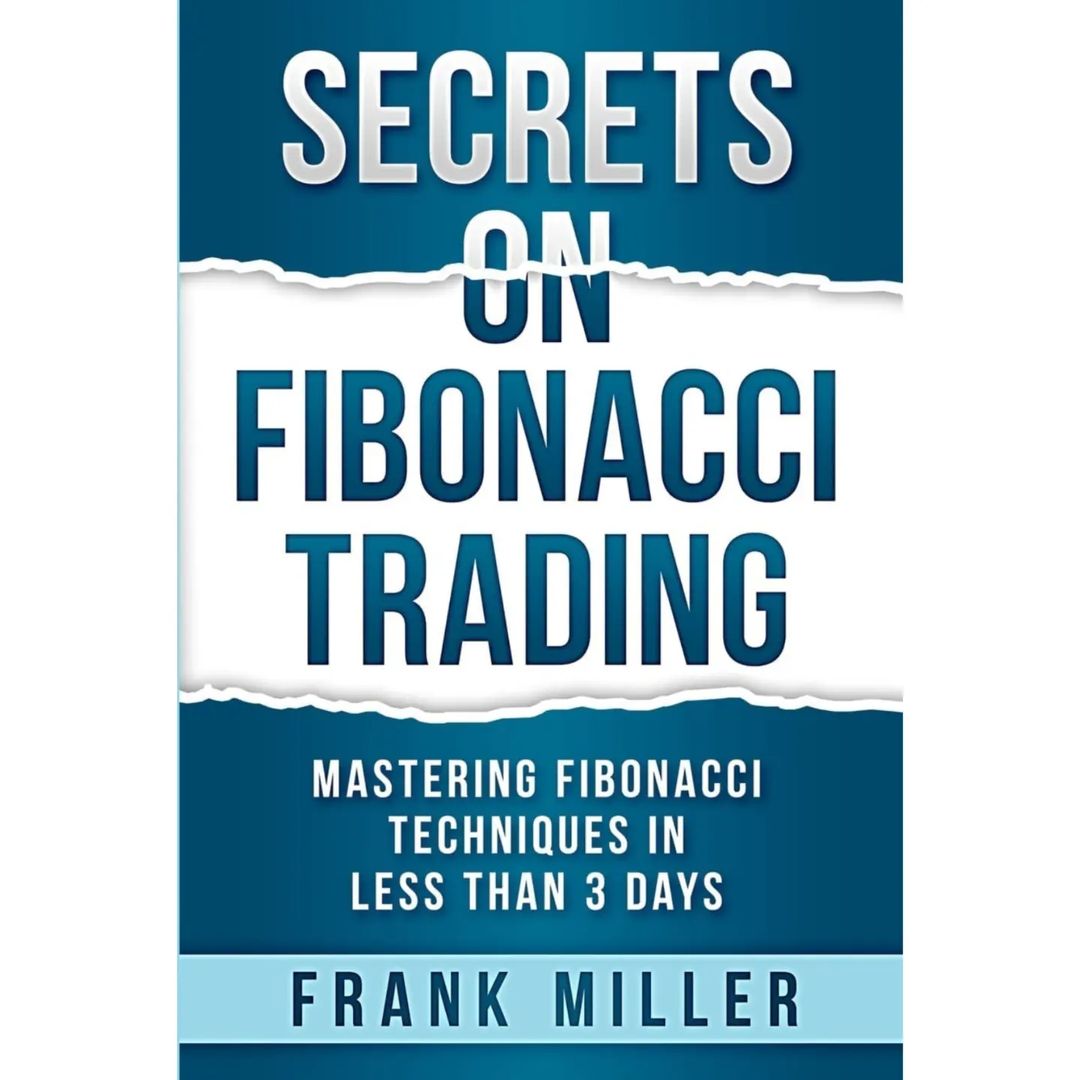 SECRETS
ON
FIBONACCI
TRADING
MASTERING FIBONACCI
TECHNIQUES IN
LESS THAN 3 DAYS
FRANK MILLER